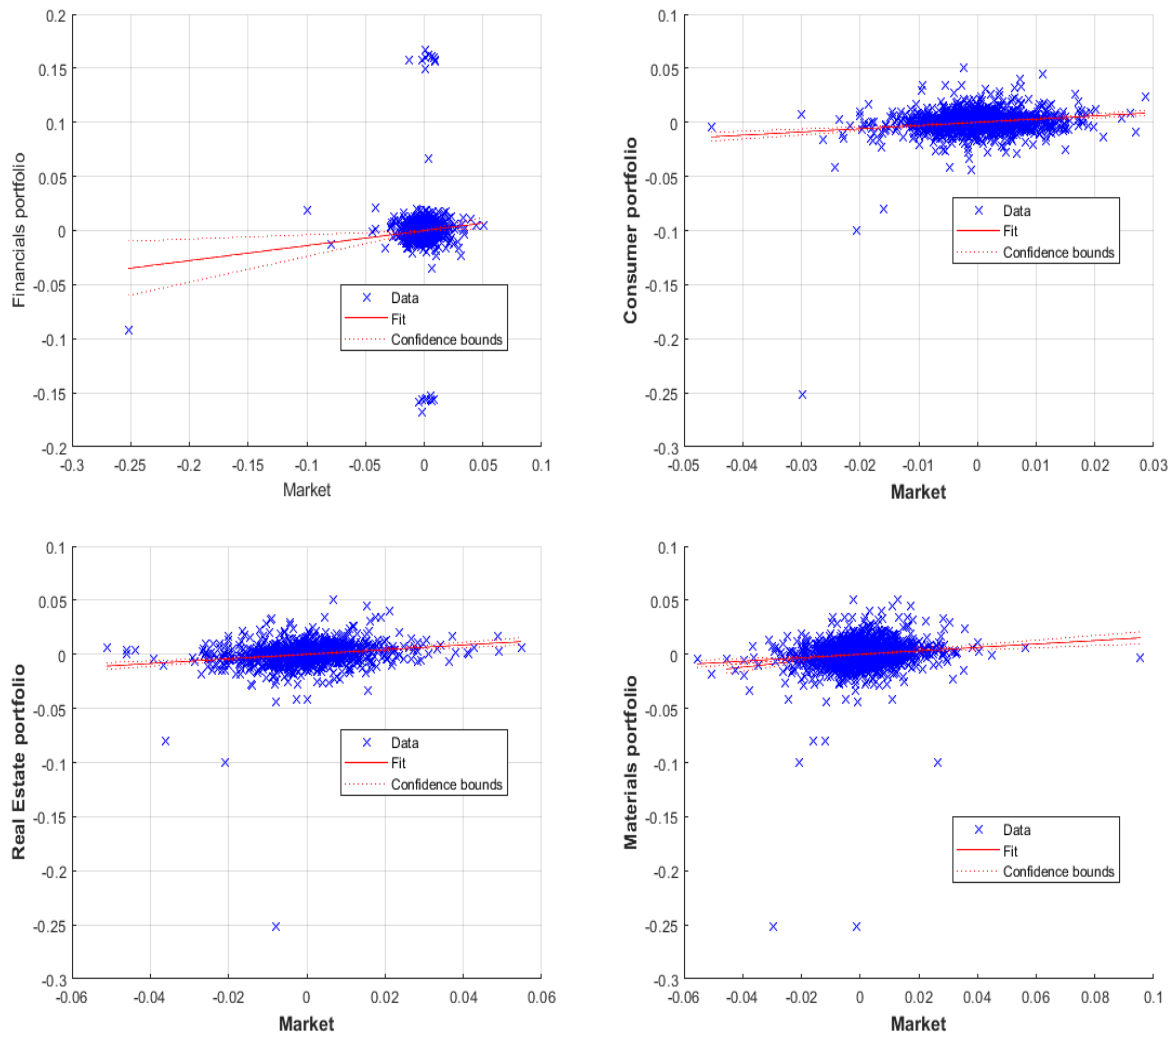 0.2
0.15
0.1
0.05
0
-0.05
-0.1
-0.15
-0.2
Financials portfolio
-0.3 -0.25 -0.2 -0.15 -0.1 -0.05 0 0.05 0.1
Market
Data
Fit
Confidence bounds
0.1
0.05
0
-0.05
-0.1
-0.15
-0.2
-0.25
-0.3
Consumer portfolio
-0.05 -0.04 -0.03 -0.02 -0.01 0 0.01 0.02 0.03
Market
Data
Fit
Confidence bounds
0.1
0.05
0
-0.05
-0.1
-0.15
-0.2
-0.25
-0.3
Real Estate portfolio
-0.06 -0.04 -0.02 0 0.02 0.04 0.06
Market
Data
Fit
Confidence bounds
0.1
0.05
0
-0.05
-0.1
-0.15
-0.2
-0.25
-0.3
Materials portfolio
-0.06 -0.04 -0.02 0 0.02 0.04 0.06 0.08 0.1
Market
Data
Fit
Confidence bounds